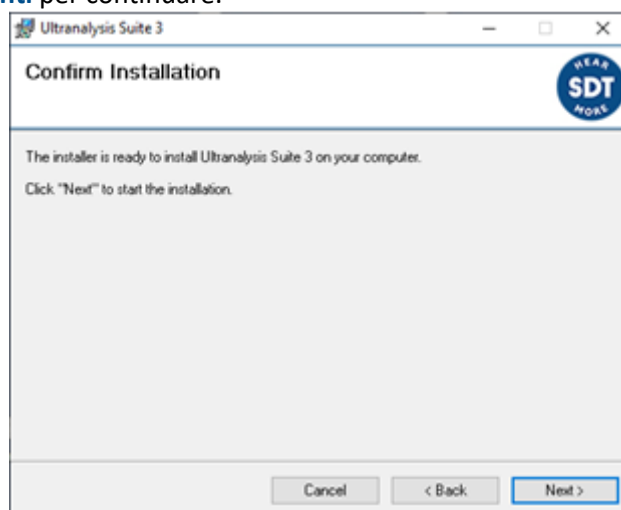 per continuare.
Ultranalysis Suite 3
Confirm Installation
HEAR
SDT
MORE
The installer is ready to install Ultranalysis Suite 3 on your computer.
Click "Next" to start the installation.
Cancel
< Back
Next >